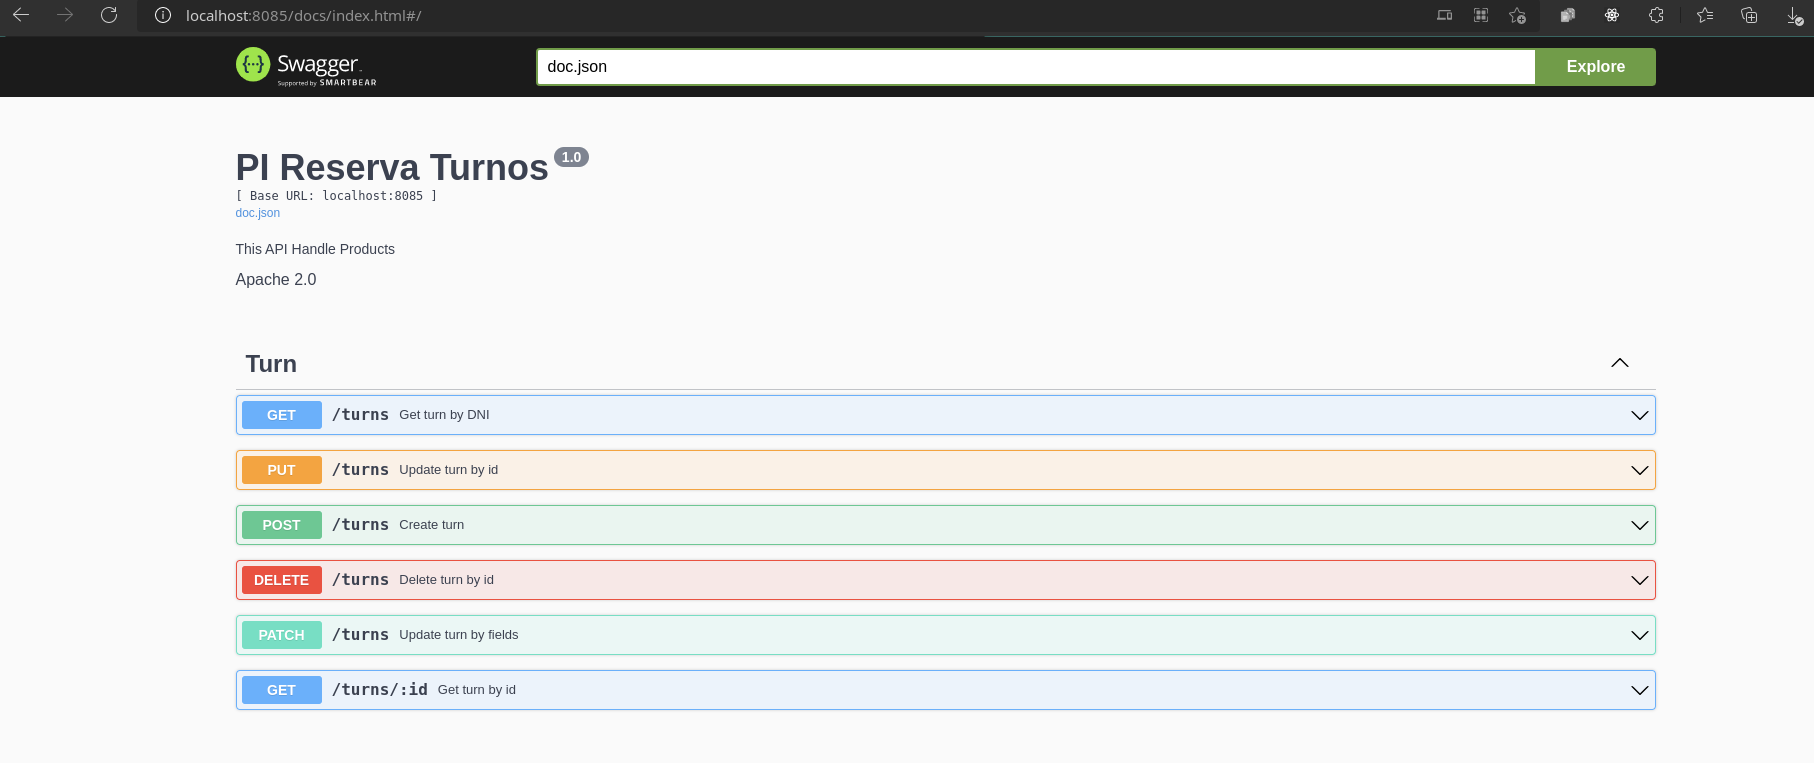 localhost:8085/docs/index.html#/
Swagger
Supported by SMARTBEAR
doc.json
Explore
PI Reserva Turnos 1.0
[ Base URL: localhost:8085 ]
doc.json
This API Handle Products
Apache 2.0
Turn
GET /turns Get turn by DNI
PUT /turns Update turn by id
POST /turns Create turn
DELETE /turns Delete turn by id
PATCH /turns Update turn by fields
GET /turns/:id Get turn by id